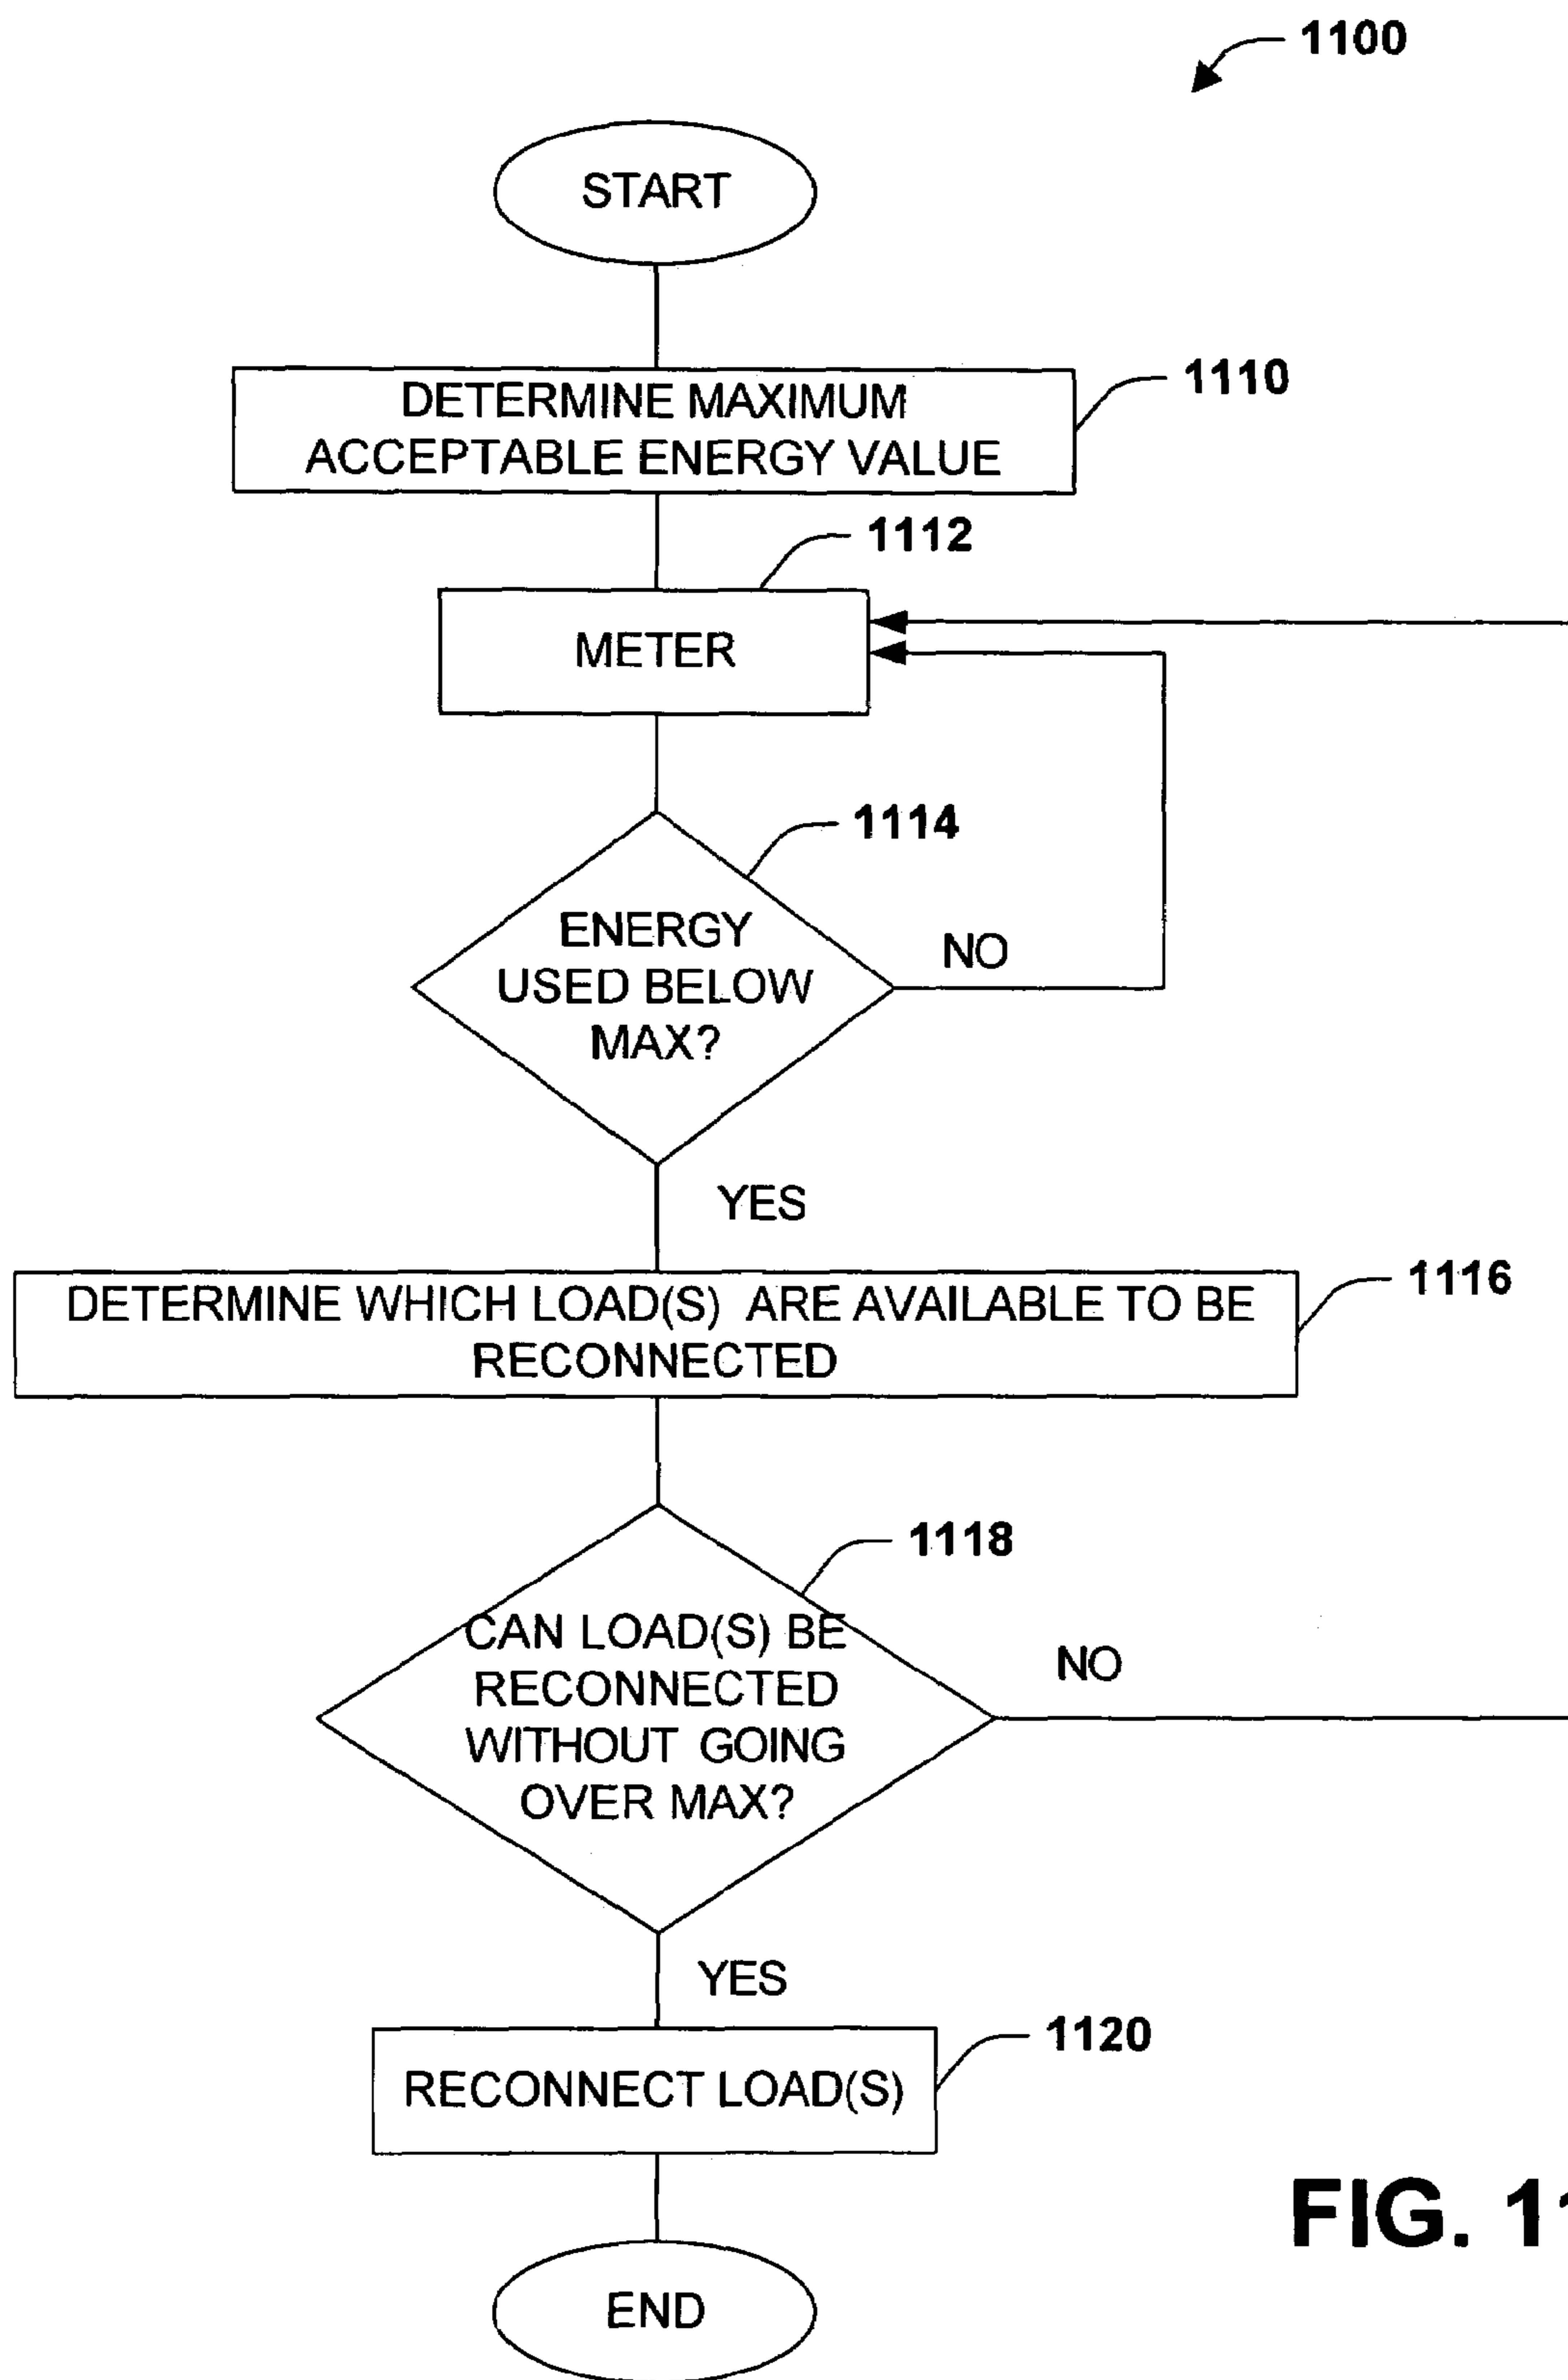 1100
START
DETERMINE MAXIMUM
ACCEPTABLE ENERGY VALUE
1110
1112
METER
1114
ENERGY
USED BELOW
MAX?
NO
YES
DETERMINE WHICH LOAD(S) ARE AVAILABLE TO BE
RECONNECTED
1116
1118
CAN LOAD(S) BE
RECONNECTED
WITHOUT GOING
OVER MAX?
NO
YES
1120
RECONNECT LOAD(S)
FIG. 11
END